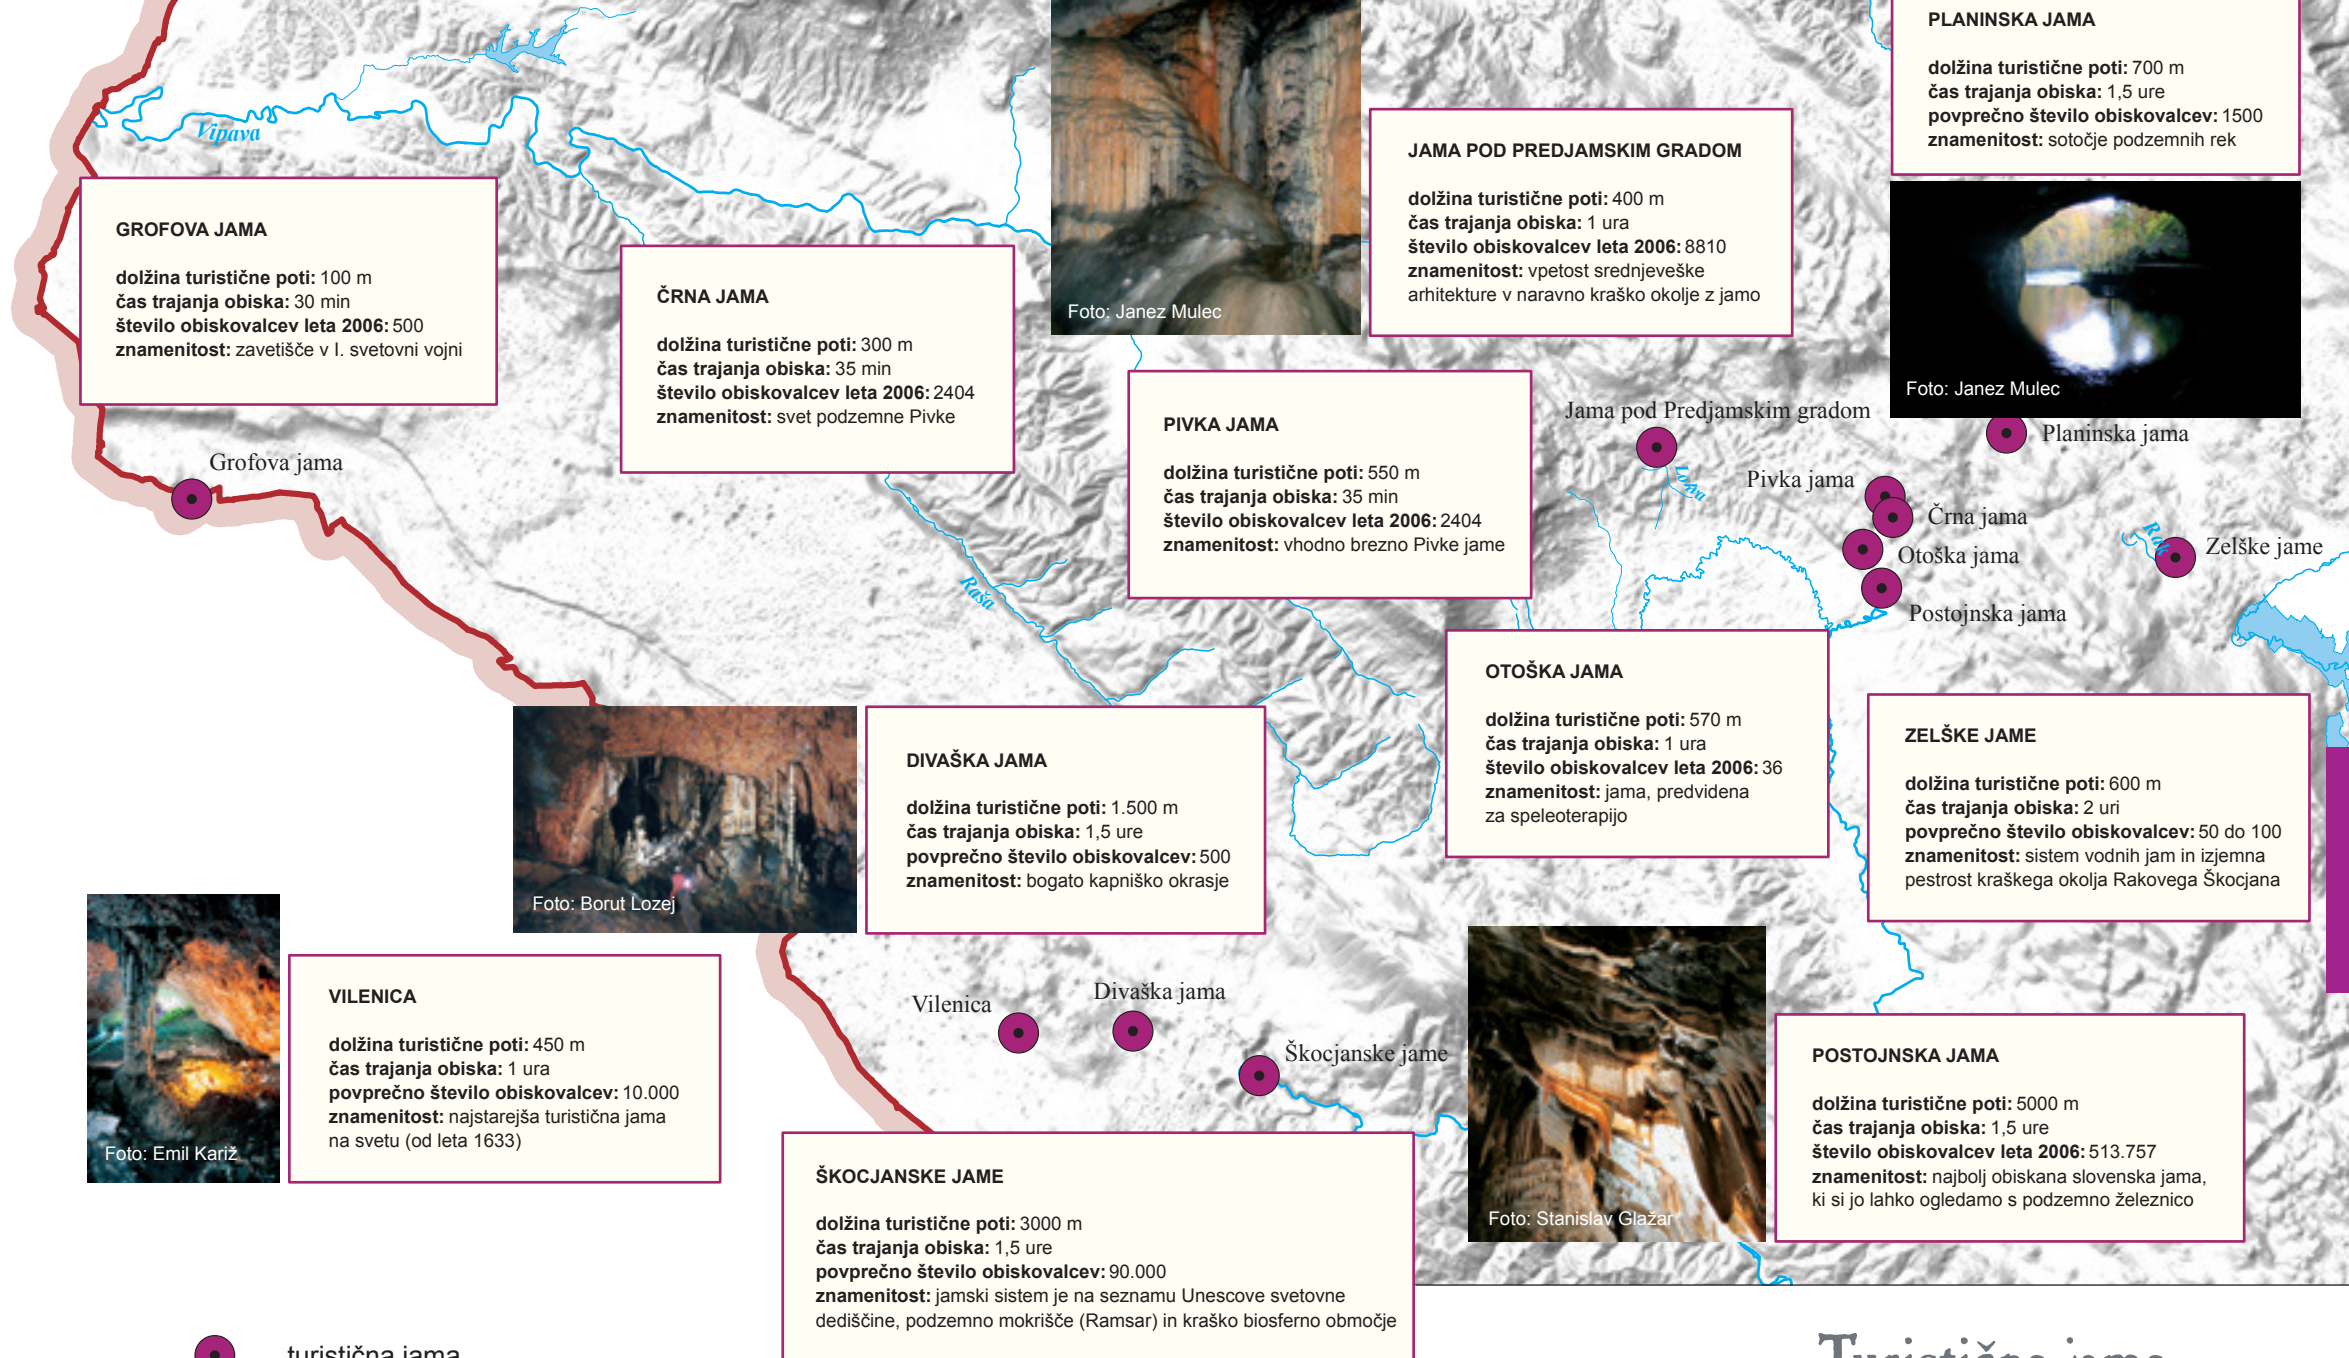 PLANINSKA JAMA
dolžina turistične poti: 700 m
čas trajanja obiska: 1,5 ure
povprečno število obiskovalcev: 1500
znamenitost: sotočje podzemnih rek
Vipava
JAMA POD PREDJAMSKIM GRADOM
dolžina turistične poti: 400 m
čas trajanja obiska: 1 ura
število obiskovalcev leta 2006: 8810
znamenitost: vpetost srednjeveške
arhitekture v naravno kraško okolje z jamo
GROFOVA JAMA
dolžina turistične poti: 100 m
čas trajanja obiska: 30 min
število obiskovalcev leta 2006: 500
znamenitost: zavetišče v I. svetovni vojni
ČRNA JAMA
dolžina turistične poti: 300 m
čas trajanja obiska: 35 min
število obiskovalcev leta 2006: 2404
znamenitost: svet podzemne Pivke
Foto: Janez Mulec
Foto: Janez Mulec
PIVKA JAMA
dolžina turistične poti: 550 m
čas trajanja obiska: 35 min
število obiskovalcev leta 2006: 2404
znamenitost: vhodno brezno Pivke jame
Jama pod Predjamskim gradom
Planinska jama
Grofova jama
Lokva
Pivka jama
Črna jama
Rak
Zelške jame
Otoška jama
Postojnska jama
Raša
OTOŠKA JAMA
dolžina turistične poti: 570 m
čas trajanja obiska: 1 ura
število obiskovalcev leta 2006: 36
znamenitost: jama, predvidena
za speleoterapijo
ZELŠKE JAME
dolžina turistične poti: 600 m
čas trajanja obiska: 2 uri
povprečno število obiskovalcev: 50 do 100
znamenitost: sistem vodnih jam in izjemna
pestrost kraškega okolja Rakovega Škocjana
DIVAŠKA JAMA
dolžina turistične poti: 1.500 m
čas trajanja obiska: 1,5 ure
povprečno število obiskovalcev: 500
znamenitost: bogato kapniško okrasje
Foto: Borut Lozej
VILENICA
dolžina turistične poti: 450 m
čas trajanja obiska: 1 ura
povprečno število obiskovalcev: 10.000
znamenitost: najstarejša turistična jama
na svetu (od leta 1633)
Foto: Emil Kariž
Vilenica
Divaška jama
Škocjanske jame
POSTOJNSKA JAMA
dolžina turistične poti: 5000 m
čas trajanja obiska: 1,5 ure
število obiskovalcev leta 2006: 513.757
znamenitost: najbolj obiskana slovenska jama,
ki si jo lahko ogledamo s podzemno železnico
Foto: Stanislav Glažar
ŠKOCJANSKE JAME
dolžina turistične poti: 3000 m
čas trajanja obiska: 1,5 ure
povprečno število obiskovalcev: 90.000
znamenitost: jamski sistem je na seznamu Unescove svetovne
dediščine, podzemno mokrišče (Ramsar) in kraško biosferno območje
turistična jama
Turistične jame